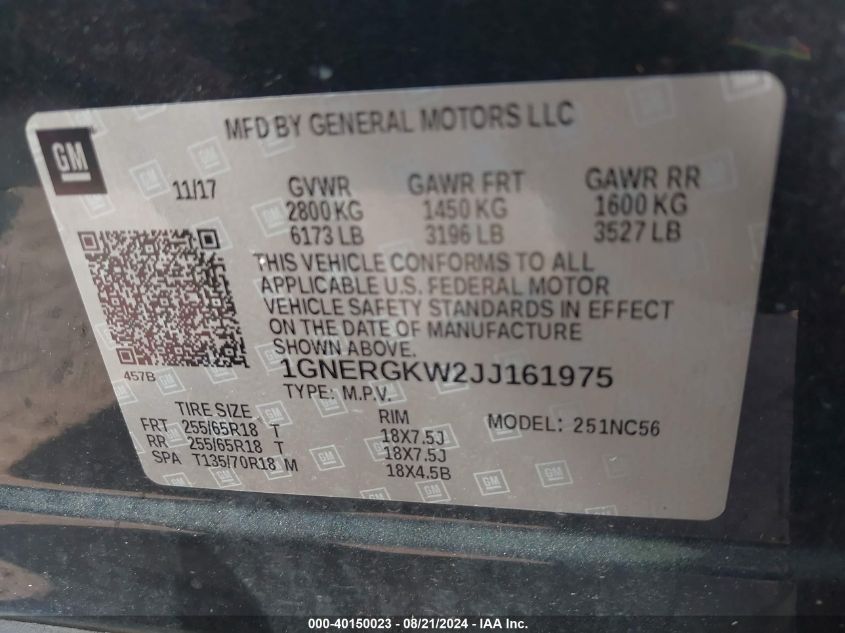 MFD BY GENERAL MOTORS LLC
GM
11/17
GVWR GAWR FRT GAWR RR
2800 KG 1450 KG 1600 KG
6173 LB 3196 LB 3527 LB
THIS VEHICLE CONFORMS TO ALL
APPLICABLE U.S. FEDERAL MOTOR
VEHICLE SAFETY STANDARDS IN EFFECT
ON THE DATE OF MANUFACTURE
SHOWN ABOVE.
457B
1GNERGKW2JJ161975
TYPE: M.P.V.
TIRE SIZE RIM MODEL: 251NC56
FRT 255/65R18 T 18X7.5J
RR 255/65R18 T 18X7.5J
SPA T135/70R18 M 18X4.5B
000-40150023 - 08/21/2024 - IAAI.COM